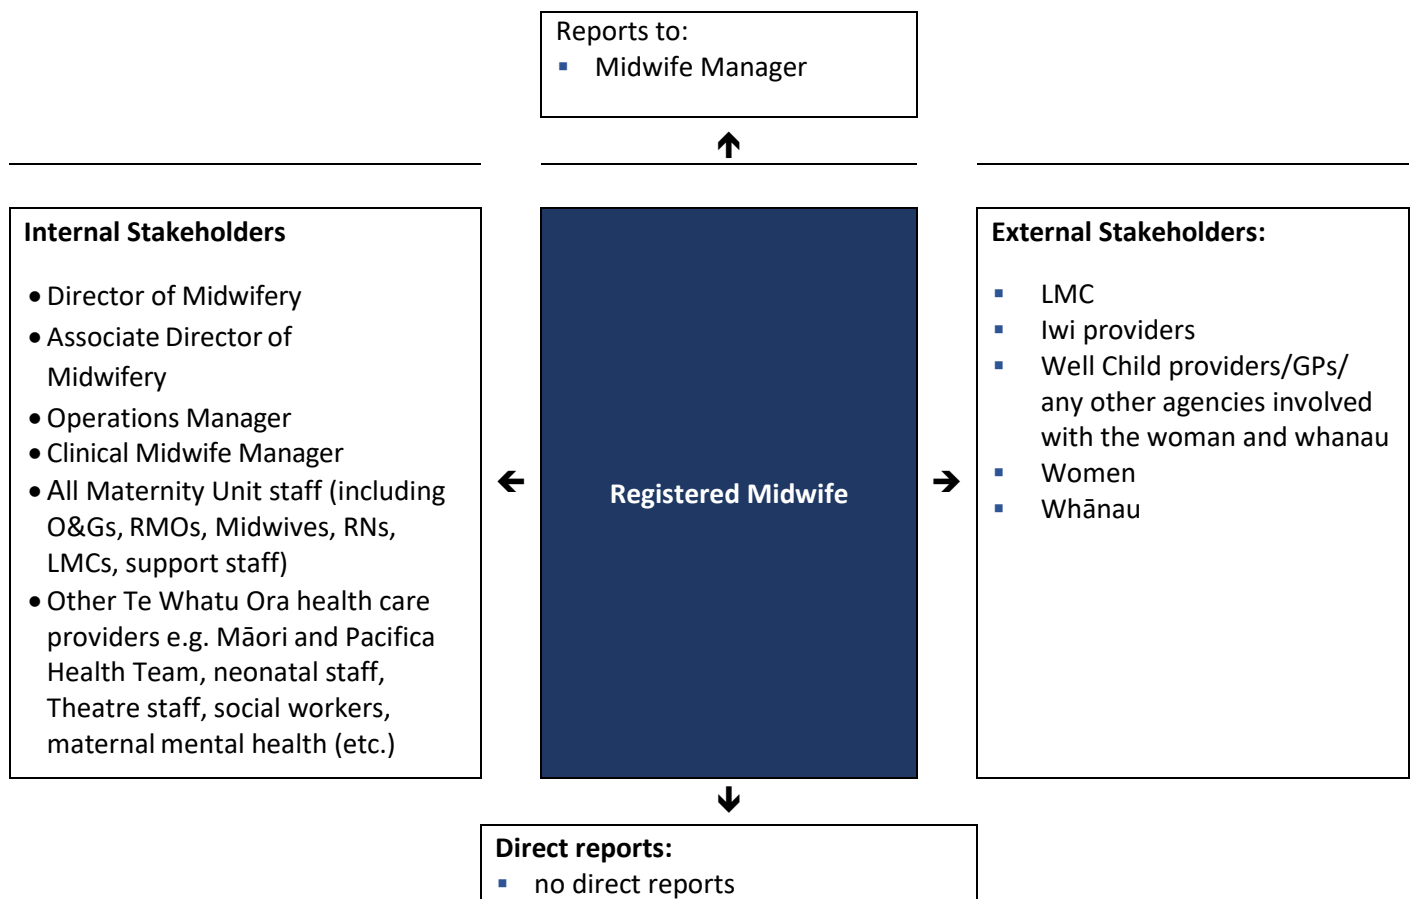 Reports to:
▪ Midwife Manager
Internal Stakeholders
• Director of Midwifery
• Associate Director of
Midwifery
• Operations Manager
• Clinical Midwife Manager
• All Maternity Unit staff (including
O&Gs, RMOs, Midwives, RNs,
LMCs, support staff)
• Other Te Whatu Ora health care
providers e.g. Māori and Pacifica
Health Team, neonatal staff,
Theatre staff, social workers,
maternal mental health (etc.)
Registered Midwife
External Stakeholders:
▪ LMC
▪ Iwi providers
▪ Well Child providers/GPs/
any other agencies involved
with the woman and whanau
▪ Women
▪ Whānau
Direct reports:
▪ no direct reports